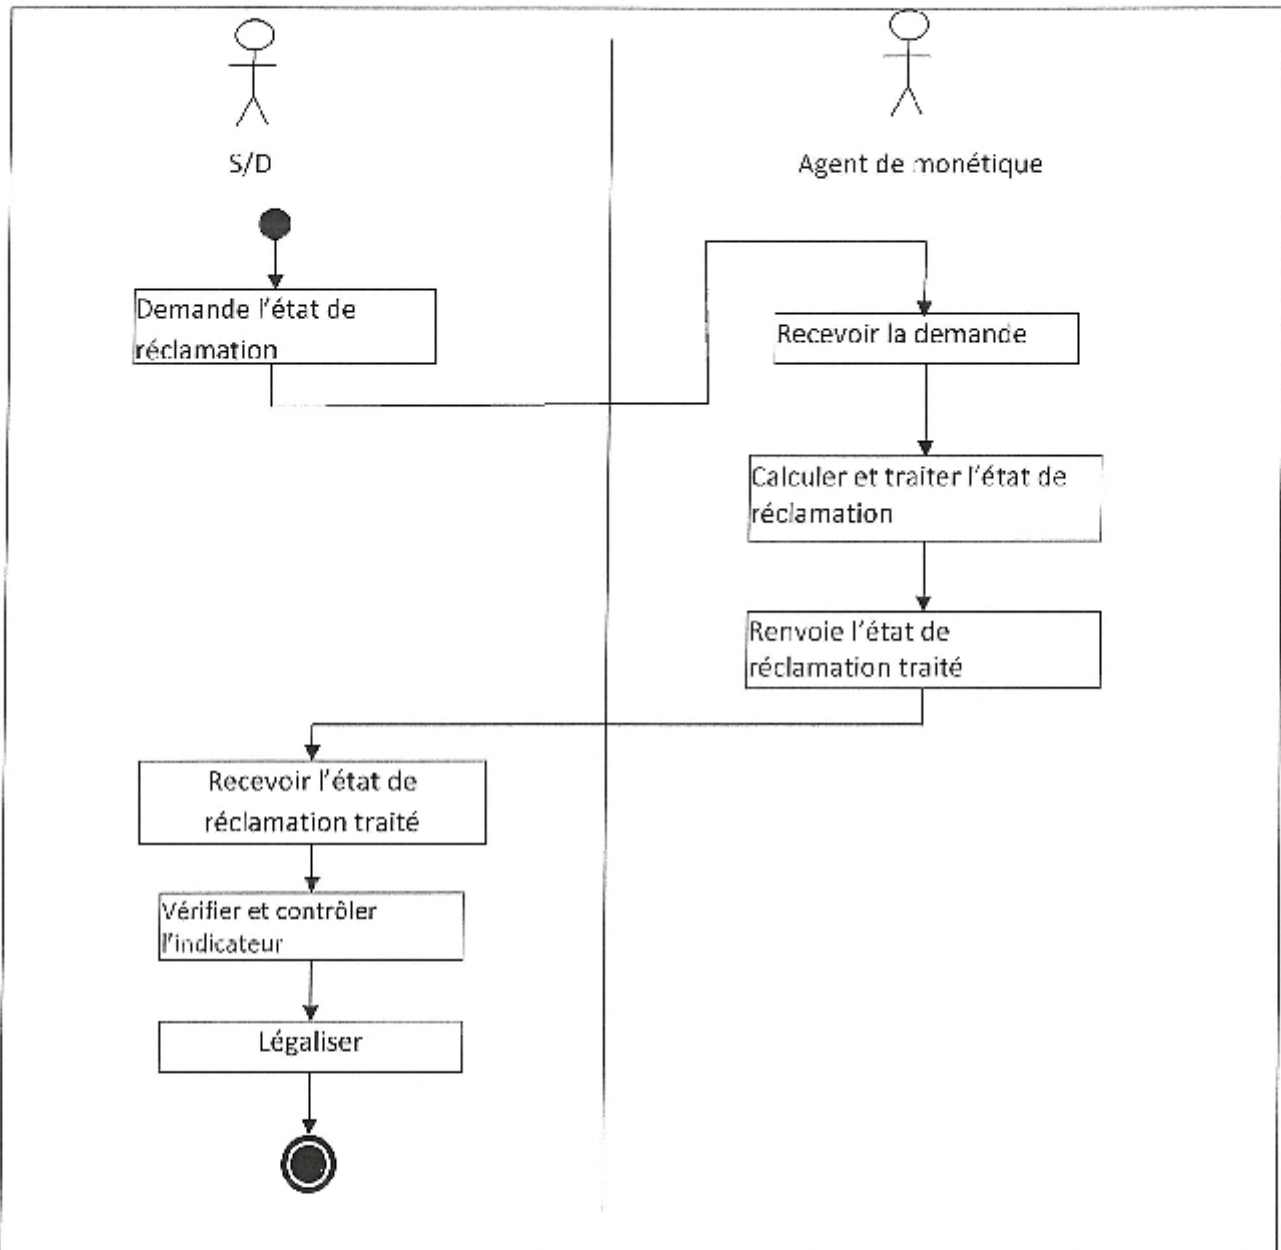 S/D
Agent de monétique
Demande l'état de
réclamation
Recevoir la demande
Calculer et traiter l'état de
réclamation
Renvoie l'état de
réclamation traité
Recevoir l'état de
réclamation traité
Vérifier et contrôler
l'indicateur
Légaliser